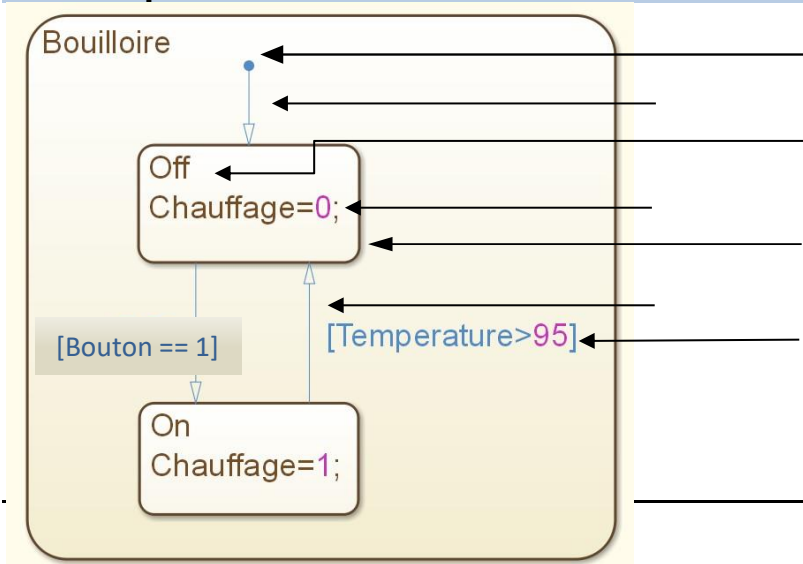 Bouilloire
Off
Chauffage=0;
[Bouton == 1]
[Temperature>95]
On
Chauffage=1;